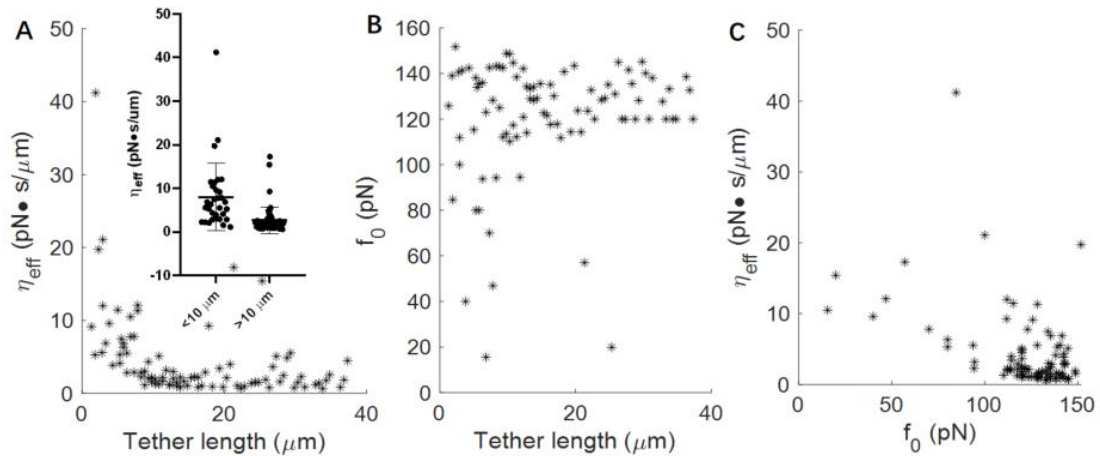 A
50
40
30
20
10
0
η_eff (pN● s/μm)
0 20 40
Tether length (μm)
50
40
30
20
10
0
-10
η_eff (pN●s/um)
<10 μm >10 μm
B
160
140
120
100
80
60
40
20
0
f_0 (pN)
0 20 40
Tether length (μm)
C
50
40
30
20
10
0
η_eff (pN● s/μm)
0 50 100 150
f_0 (pN)